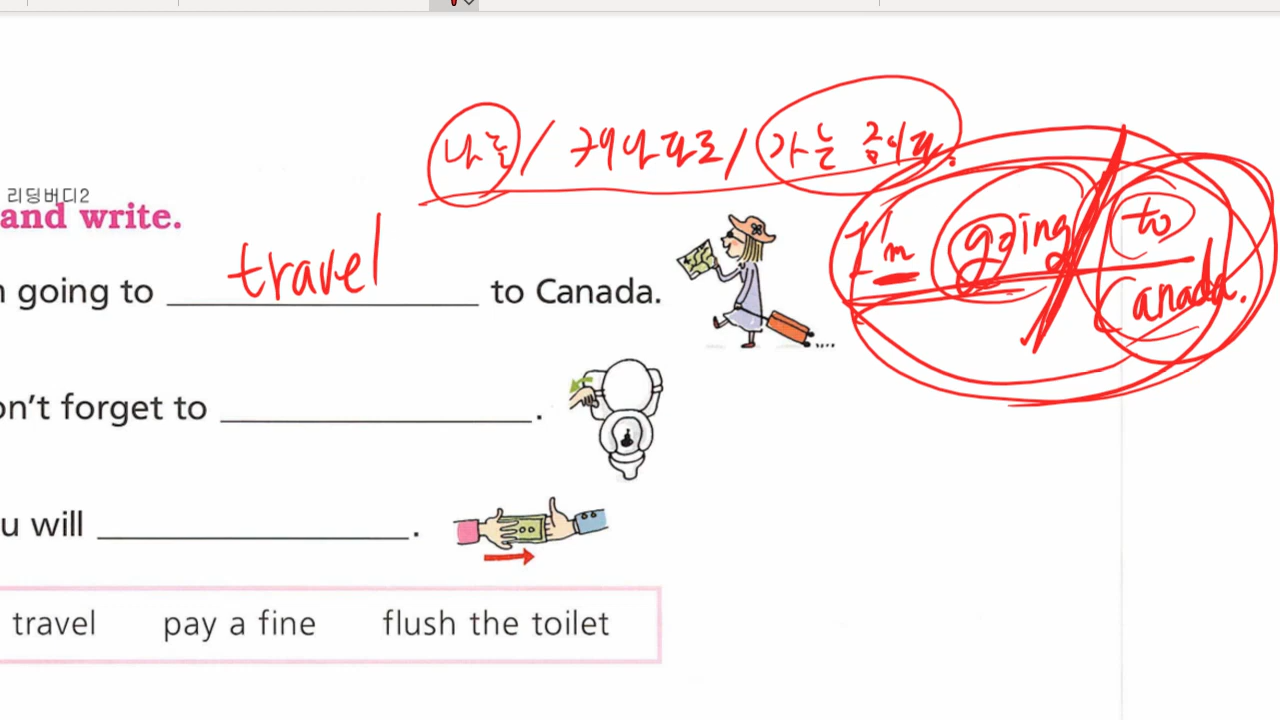 나는 / 캐나다로 / 가는 중이다.
리딩버디2
and write.
I'm going to Canada.
going to travel to Canada.
on't forget to .
u will .
travel pay a fine flush the toilet